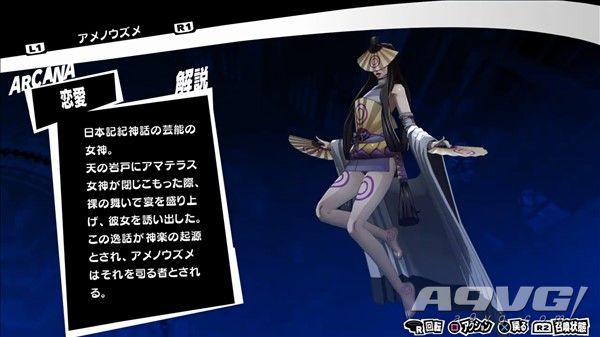 L1 アメノウズメ R1
ARCANA
恋愛
解説
日本記紀神話の芸能の
女神。
天の岩戸にアマテラス
女神が閉じこもった際、
裸の舞いで宴を盛り上
げ、彼女を誘い出した。
この逸話が神楽の起源
とされ、アメノウズメ
はそれを司る者とされ
る。
A9VG!
R回転 アクション 戻る R2 召喚状態